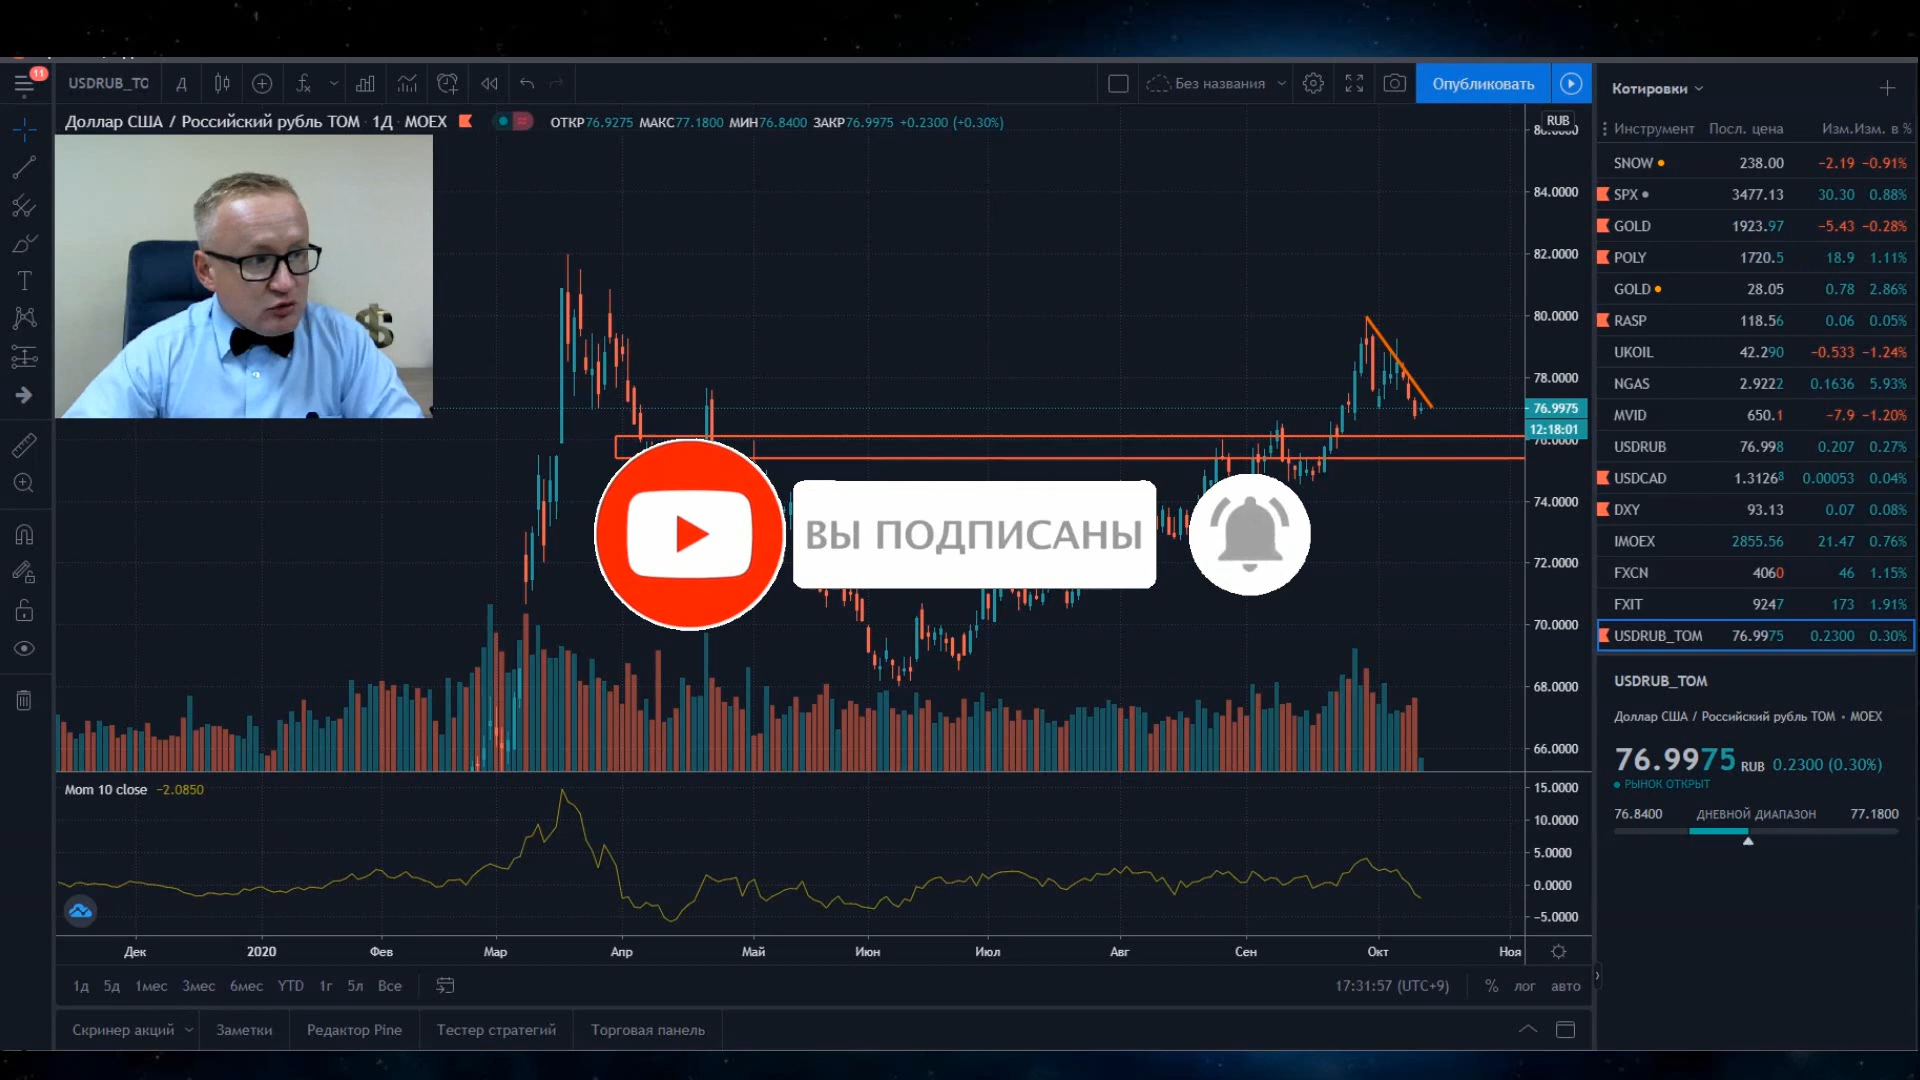 11
USDRUB_TO
Д
Без названия
Опубликовать
Котировки
Доллар США / Российский рубль ТОМ · 1Д · MOEX
ОТКР76.9275 МАКС77.1800 МИН76.8400 ЗАКР76.9975 +0.2300 (+0.30%)
RUB
Инструмент Посл. цена Изм. Изм. в %
SNOW 238.00 −2.19 −0.91%
SPX 3477.13 30.30 0.88%
GOLD 1923.97 −5.43 −0.28%
POLY 1720.5 18.9 1.11%
GOLD 28.05 0.78 2.86%
RASP 118.56 0.06 0.05%
UKOIL 42.290 −0.533 −1.24%
NGAS 2.9222 0.1636 5.93%
MVID 650.1 −7.9 −1.20%
USDRUB 76.998 0.207 0.27%
USDCAD 1.31268 0.00053 0.04%
DXY 93.13 0.07 0.08%
IMOEX 2855.56 21.47 0.76%
FXCN 4060 46 1.15%
FXIT 9247 173 1.91%
USDRUB_TOM 76.9975 0.2300 0.30%
84.0000
82.0000
80.0000
78.0000
76.9975
12:18:01
76.0000
74.0000
72.0000
70.0000
68.0000
66.0000
ВЫ ПОДПИСАНЫ
USDRUB_TOM
Доллар США / Российский рубль ТОМ • MOEX
76.9975 RUB 0.2300 (0.30%)
РЫНОК ОТКРЫТ
76.8400 ДНЕВНОЙ ДИАПАЗОН 77.1800
Mom 10 close −2.0850
15.0000
10.0000
5.0000
0.0000
−5.0000
Дек 2020 Фев Мар Апр Май Июн Июл Авг Сен Окт Ноя
1д 5д 1мес 3мес 6мес YTD 1г 5л Все
17:31:57 (UTC+9) % лог авто
Скринер акций Заметки Редактор Pine Тестер стратегий Торговая панель